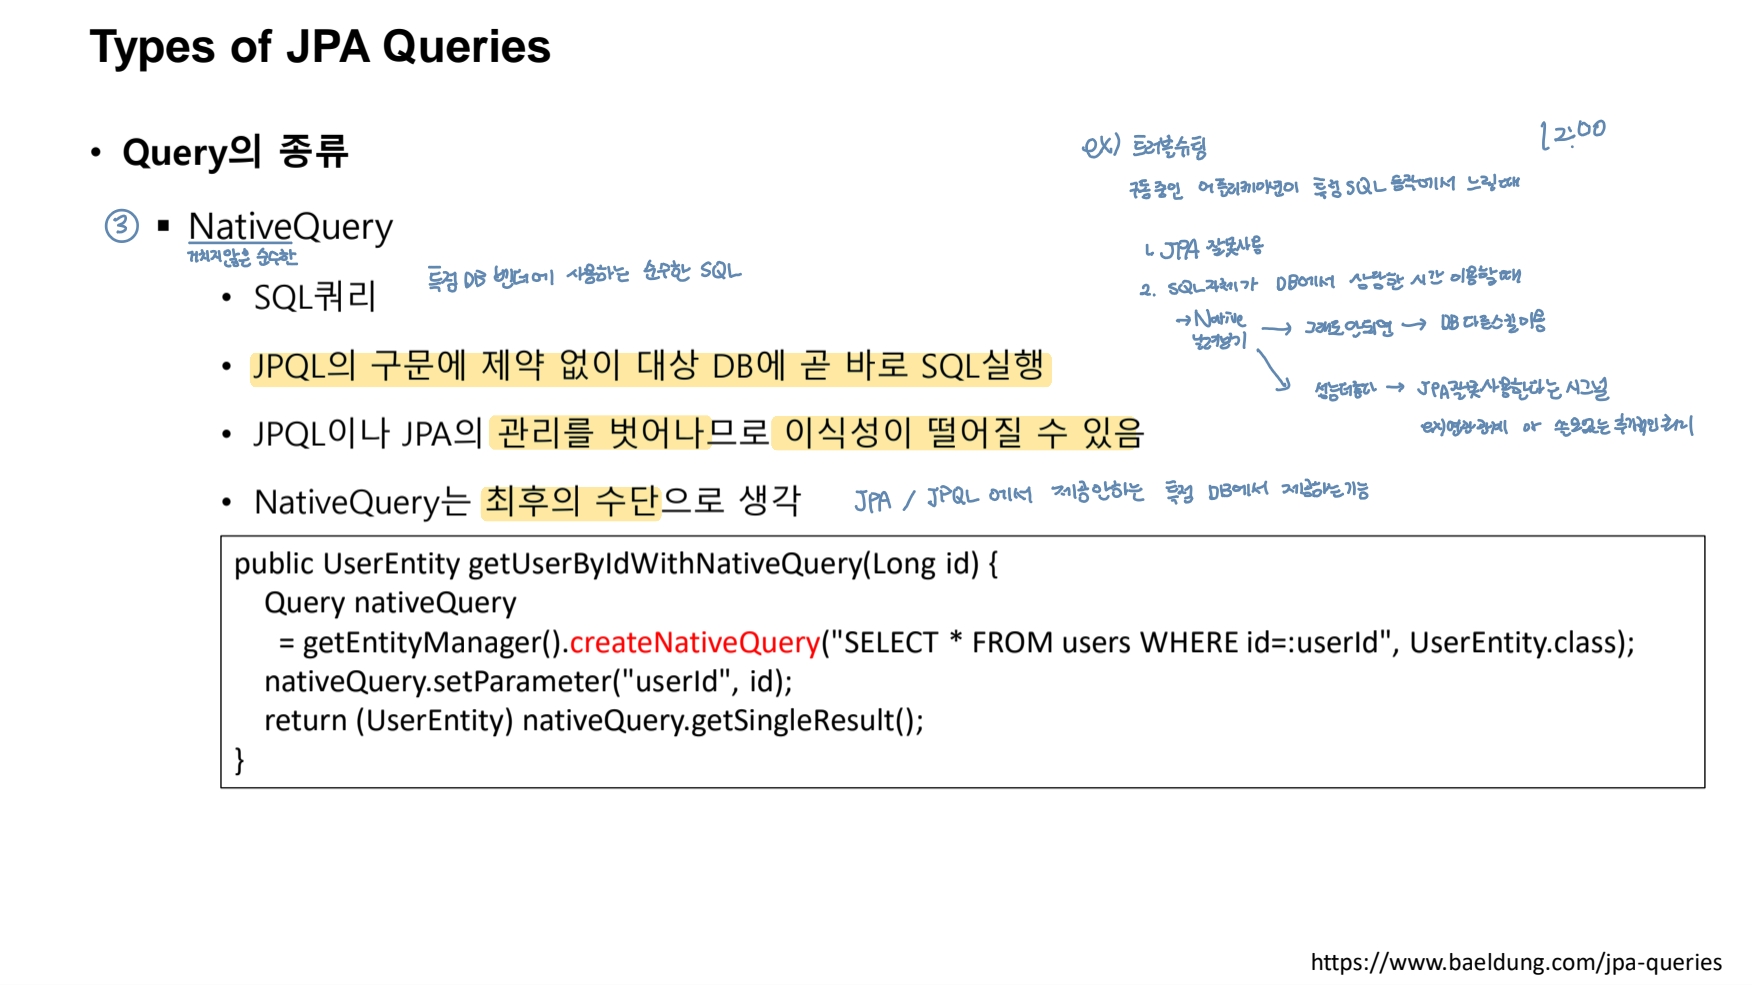 Types of JPA Queries
• Query의 종류
ex) 트러블슈팅
12:00
구동중인 어플리케이션이 특정 SQL 동작에서 느릴때
③ ▪ NativeQuery
거치지않은 순수한
1. JPA 잘못사용
특정 DB 벤더에 사용하는 순수한 SQL
2. SQL자체가 DB에서 상당한 시간 이용할때
• SQL쿼리
→ Native → 그래도안되면 → DB 다른스킬이용
날려보기
• JPQL의 구문에 제약 없이 대상 DB에 곧 바로 SQL실행
성능더좋다 → JPA잘못사용한다는 시그널
• JPQL이나 JPA의 관리를 벗어나므로 이식성이 떨어질 수 있음
연관관계 or 는 추가적인
• NativeQuery는 최후의 수단으로 생각
JPA / JPQL 에서 제공안하는 특정 DB에서 제공하는기능
public UserEntity getUserByIdWithNativeQuery(Long id) {
Query nativeQuery
= getEntityManager().createNativeQuery("SELECT * FROM users WHERE id=:userId", UserEntity.class);
nativeQuery.setParameter("userId", id);
return (UserEntity) nativeQuery.getSingleResult();
}
https://www.baeldung.com/jpa-queries